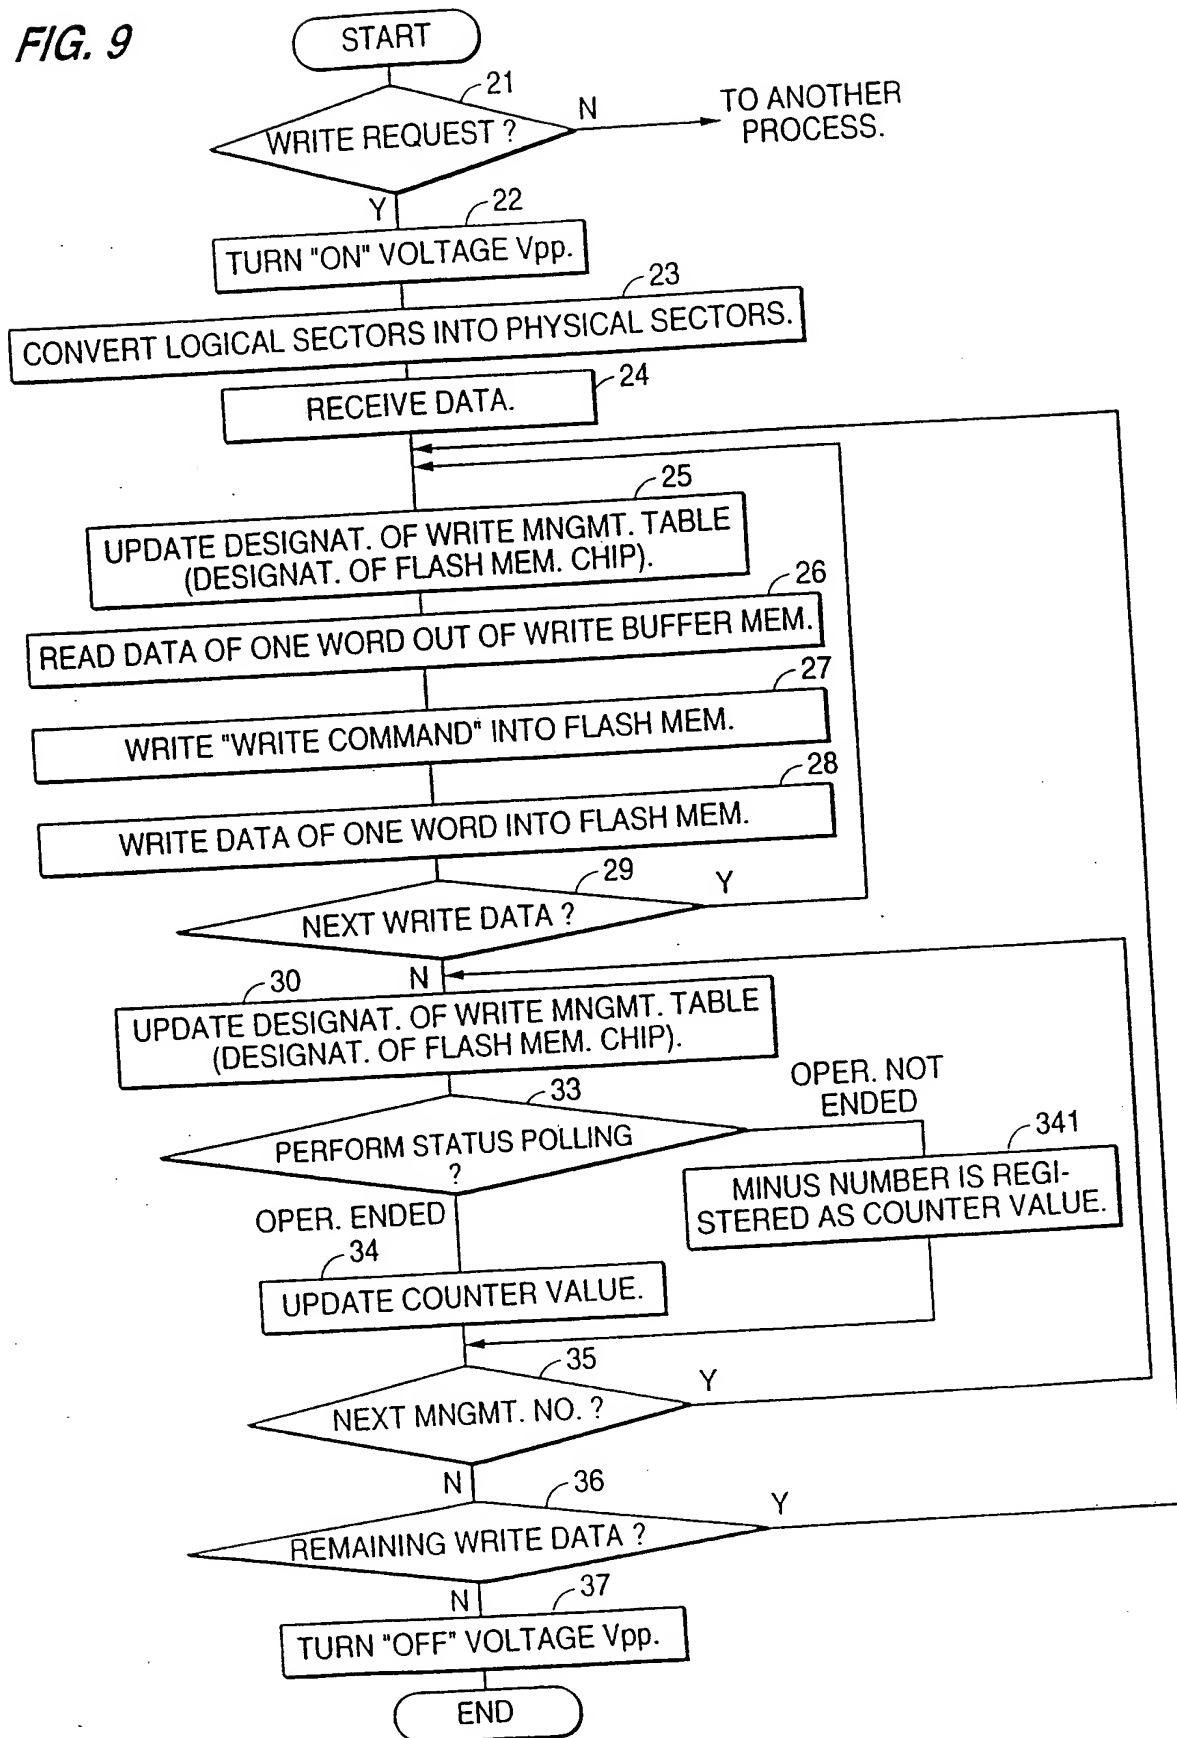 FIG. 9
START
21
WRITE REQUEST ?
N
TO ANOTHER
PROCESS.
Y
22
TURN "ON" VOLTAGE Vpp.
23
CONVERT LOGICAL SECTORS INTO PHYSICAL SECTORS.
24
RECEIVE DATA.
25
UPDATE DESIGNAT. OF WRITE MNGMT. TABLE
(DESIGNAT. OF FLASH MEM. CHIP).
26
READ DATA OF ONE WORD OUT OF WRITE BUFFER MEM.
27
WRITE "WRITE COMMAND" INTO FLASH MEM.
28
WRITE DATA OF ONE WORD INTO FLASH MEM.
29
Y
NEXT WRITE DATA ?
N
30
UPDATE DESIGNAT. OF WRITE MNGMT. TABLE
(DESIGNAT. OF FLASH MEM. CHIP).
33
OPER. NOT
ENDED
PERFORM STATUS POLLING
?
341
MINUS NUMBER IS REGI-
STERED AS COUNTER VALUE.
OPER. ENDED
34
UPDATE COUNTER VALUE.
35
Y
NEXT MNGMT. NO. ?
N
36
Y
REMAINING WRITE DATA ?
N
37
TURN "OFF" VOLTAGE Vpp.
END